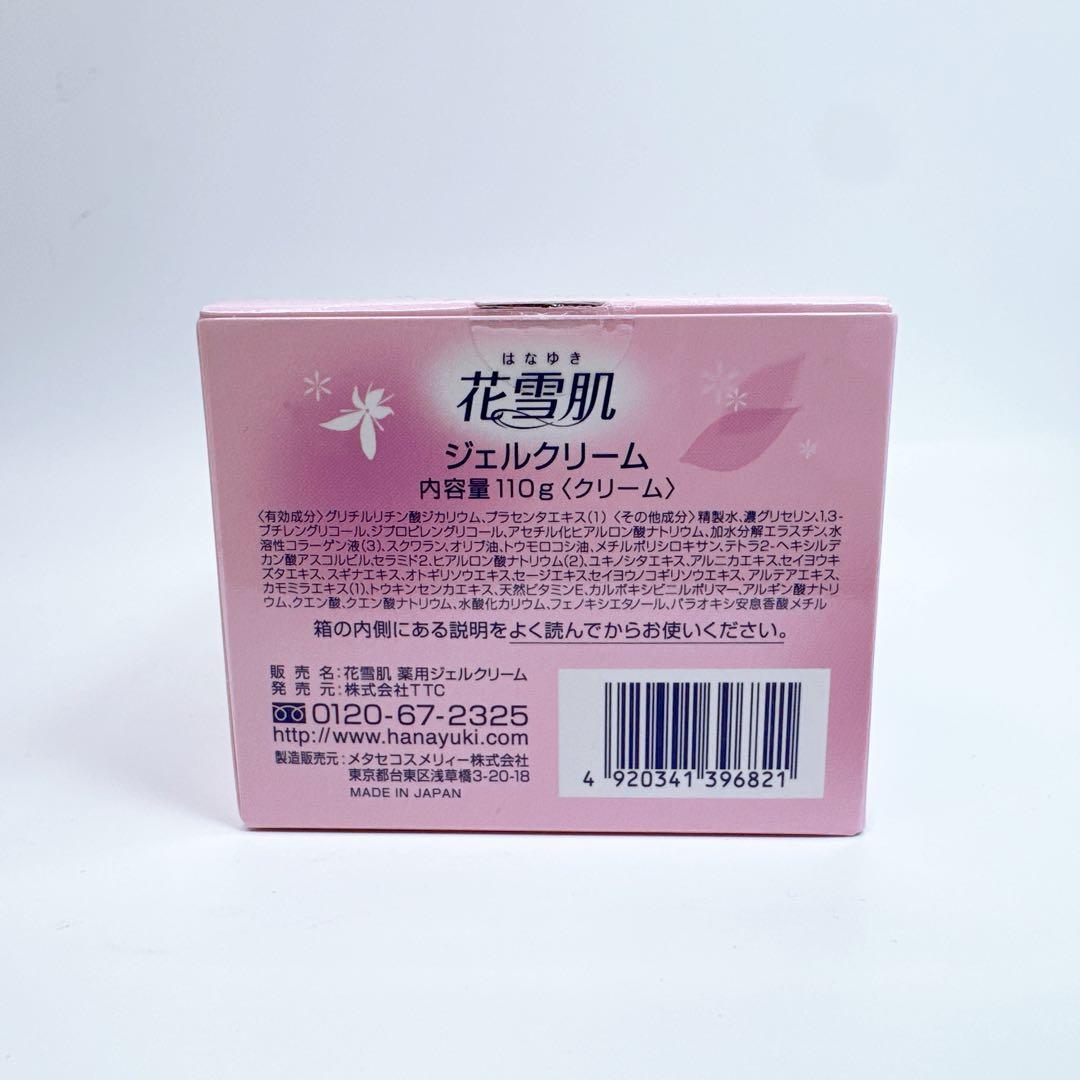 はなゆき
花雪肌
ジェルクリーム
内容量110g〈クリーム〉
〈有効成分〉グリチルリチン酸ジカリウム、プラセンタエキス(1) 〈その他成分〉精製水、濃グリセリン、1,3-
ブチレングリコール、ジプロピレングリコール、アセチル化ヒアルロン酸ナトリウム、加水分解エラスチン、水
溶性コラーゲン液(3)、スクワラン、オリブ油、トウモロコシ油、メチルポリシロキサン、テトラ2-ヘキシルデ
カン酸アスコルビル、セラミド2、ヒアルロン酸ナトリウム(2)、ユキノシタエキス、アルニカエキス、セイヨウキ
ズタエキス、スギナエキス、オトギリソウエキス、セージエキス、セイヨウノコギリソウエキス、アルテアエキス、
カモミラエキス(1)、トウキンセンカエキス、天然ビタミンE、カルボキシビニルポリマー、アルギン酸ナトリ
ウム、クエン酸、クエン酸ナトリウム、水酸化カリウム、フェノキシエタノール、パラオキシ安息香酸メチル
箱の内側にある説明をよく読んでからお使いください。
販売名:花雪肌 薬用ジェルクリーム
発売元:株式会社TTC
0120-67-2325
http://www.hanayuki.com
製造販売元:メタセコスメリィー株式会社
東京都台東区浅草橋3-20-18
MADE IN JAPAN
4 920341 396821